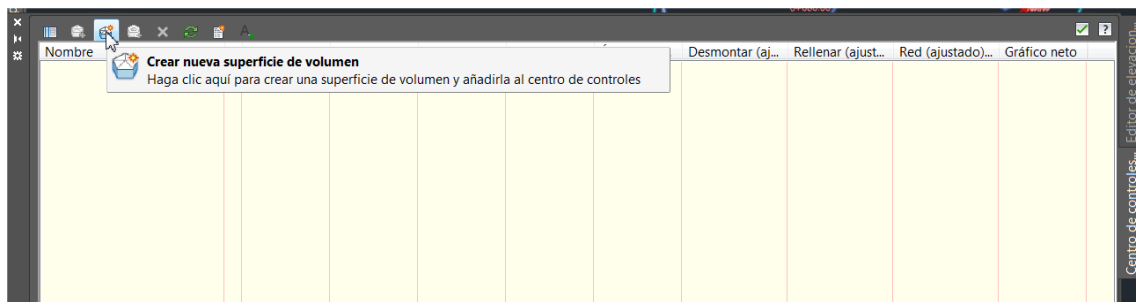 Nombre
Desmontar (aj... Rellenar (ajust... Red (ajustado)... Gráfico neto
Crear nueva superficie de volumen
Haga clic aquí para crear una superficie de volumen y añadirla al centro de controles
Editor de elevacion...
Centro de controles...